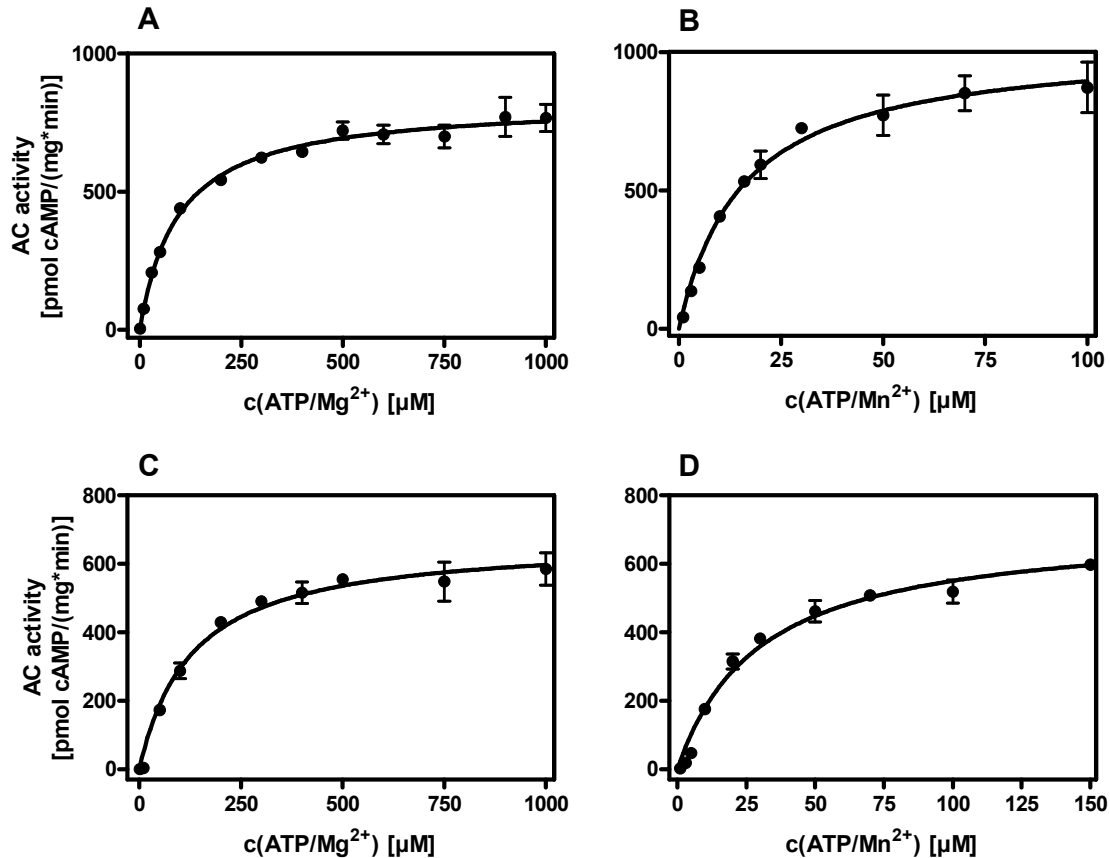 A
1000
500
0
AC activity
[pmol cAMP/(mg*min)]
0 250 500 750 1000
c(ATP/Mg²⁺) [µM]
B
1000
500
0
0 25 50 75 100
c(ATP/Mn²⁺) [µM]
C
800
600
400
200
0
AC activity
[pmol cAMP/(mg*min)]
0 250 500 750 1000
c(ATP/Mg²⁺) [µM]
D
800
600
400
200
0
0 25 50 75 100 125 150
c(ATP/Mn²⁺) [µM]